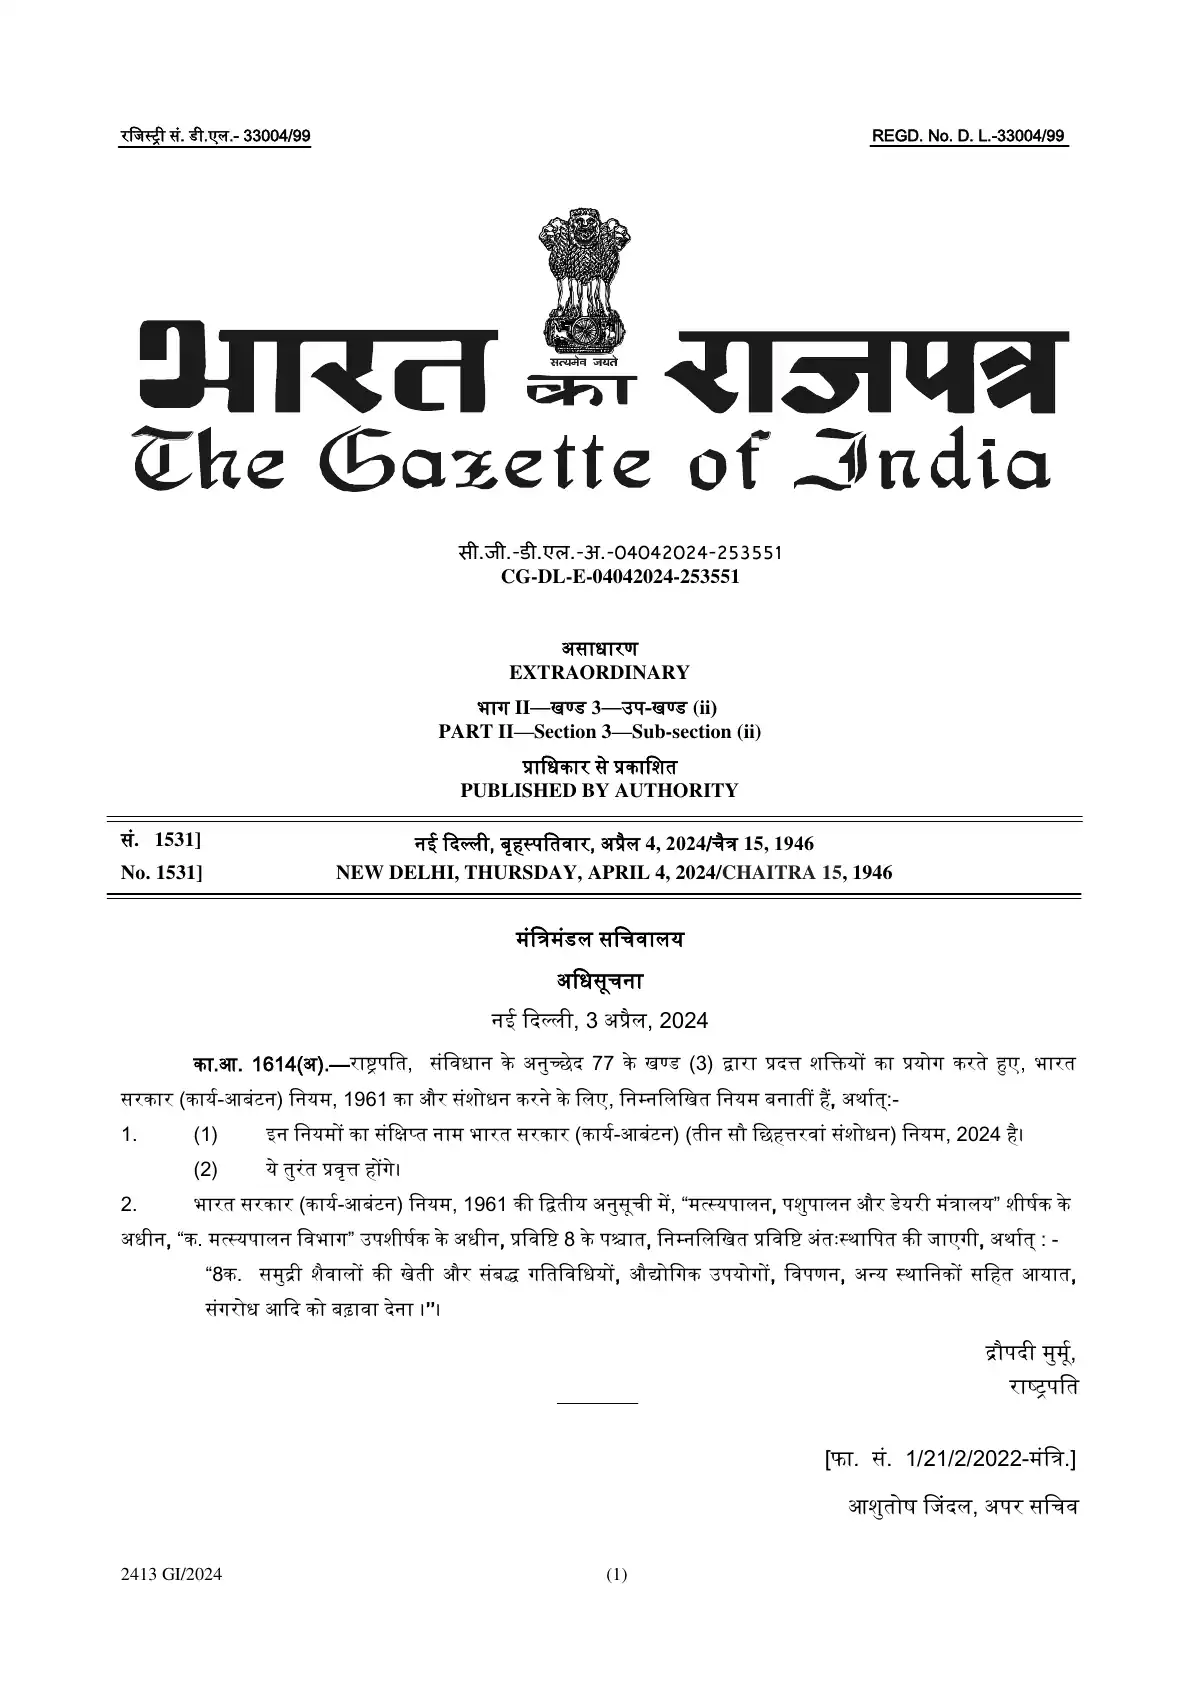 रजिस्ट्री सं. डी.एल.- 33004/99
REGD. No. D. L.-33004/99
सत्यमेव जयते
भारत का राजपत्र
The Gazette of India
सी.जी.-डी.एल.-अ.-04042024-253551
CG-DL-E-04042024-253551
असाधारण
EXTRAORDINARY
भाग II—खण्ड 3—उप-खण्ड (ii)
PART II—Section 3—Sub-section (ii)
प्राधिकार से प्रकाशित
PUBLISHED BY AUTHORITY
सं. 1531] नई दिल्ली, बृहस्पतिवार, अप्रैल 4, 2024/चैत्र 15, 1946
No. 1531] NEW DELHI, THURSDAY, APRIL 4, 2024/CHAITRA 15, 1946
मंत्रिमंडल सचिवालय
अधिसूचना
नई दिल्ली, 3 अप्रैल, 2024
का.आ. 1614(अ).—राष्ट्रपति, संविधान के अनुच्छेद 77 के खण्ड (3) द्वारा प्रदत्त शक्तियों का प्रयोग करते हुए, भारत
सरकार (कार्य-आबंटन) नियम, 1961 का और संशोधन करने के लिए, निम्नलिखित नियम बनातीं हैं, अर्थात्:-
1. (1) इन नियमों का संक्षिप्त नाम भारत सरकार (कार्य-आबंटन) (तीन सौ छिहत्तरवां संशोधन) नियम, 2024 है।
(2) ये तुरंत प्रवृत्त होंगे।
2. भारत सरकार (कार्य-आबंटन) नियम, 1961 की द्वितीय अनुसूची में, “मत्स्यपालन, पशुपालन और डेयरी मंत्रालय” शीर्षक के
अधीन, “क. मत्स्यपालन विभाग” उपशीर्षक के अधीन, प्रविष्टि 8 के पश्चात, निम्नलिखित प्रविष्टि अंतःस्थापित की जाएगी, अर्थात् : -
“8क. समुद्री शैवालों की खेती और संबद्ध गतिविधियों, औद्योगिक उपयोगों, विपणन, अन्य स्थानिकों सहित आयात,
संगरोध आदि को बढ़ावा देना ।”।
द्रौपदी मुर्मू,
राष्ट्रपति
[फा. सं. 1/21/2/2022-मंत्रि.]
आशुतोष जिंदल, अपर सचिव
2413 GI/2024 (1)